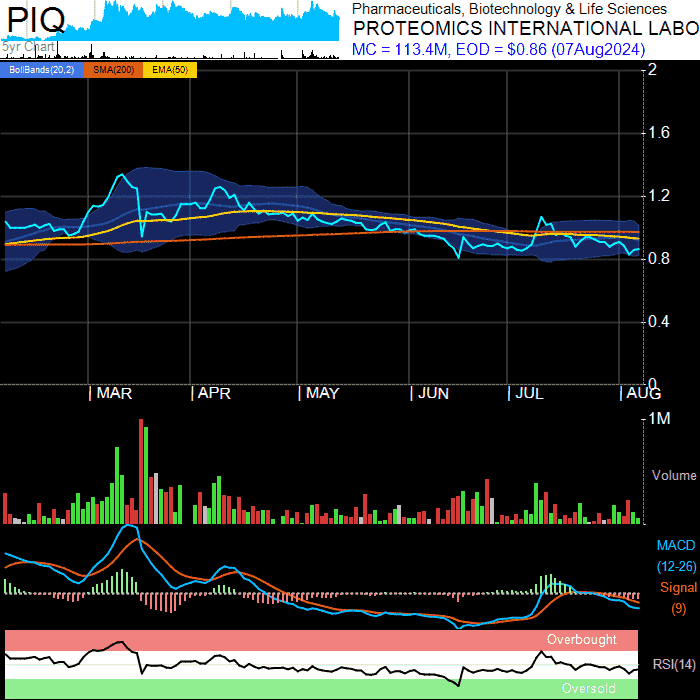 PIQ
5yr Chart
Pharmaceuticals, Biotechnology & Life Sciences
PROTEOMICS INTERNATIONAL LABO
MC = 113.4M, EOD = $0.86 (07Aug2024)
BollBands(20,2) SMA(200) EMA(50)
2
1.6
1.2
0.8
0.4
0
MAR APR MAY JUN JUL AUG
1M
Volume
MACD
(12-26)
Signal
(9)
Overbought
RSI(14)
Oversold